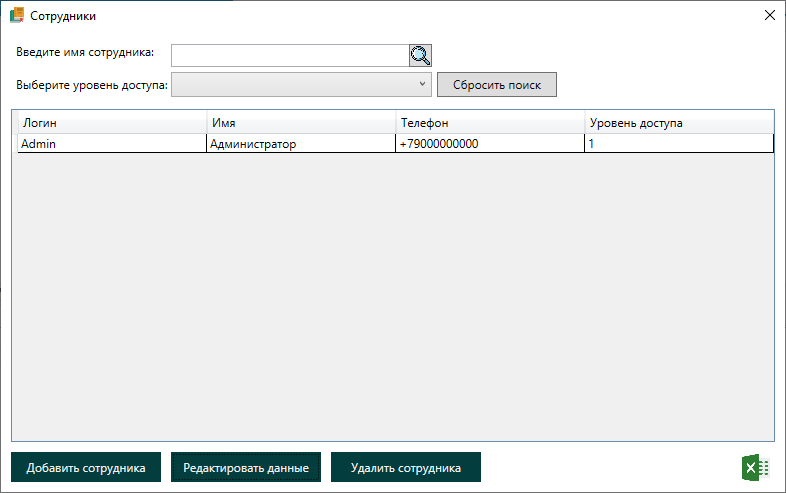 Сотрудники
Введите имя сотрудника:
Выберите уровень доступа:
Сбросить поиск
Логин Имя Телефон Уровень доступа
Admin Администратор +79000000000 1
Добавить сотрудника Редактировать данные Удалить сотрудника